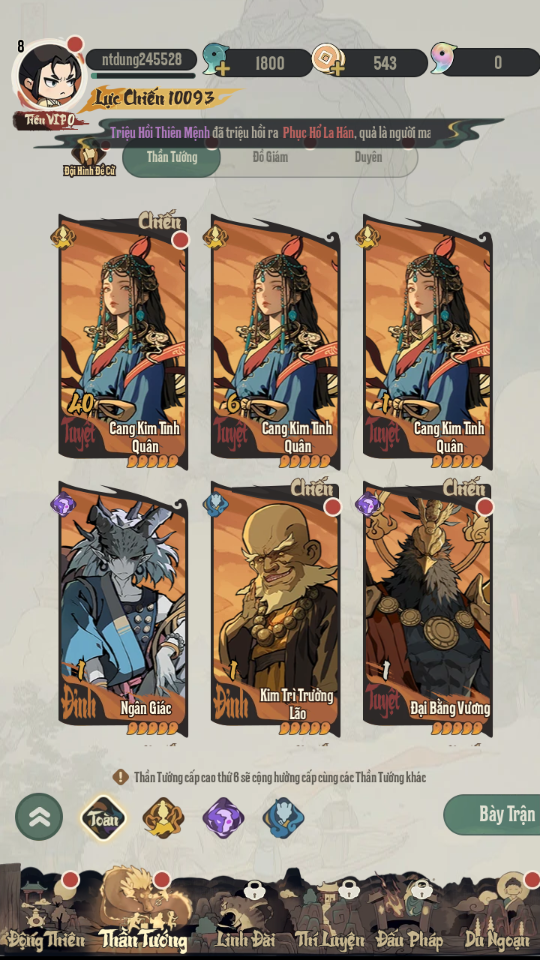 8
ntdung245528
1800
543
0
Lực Chiến 10093
Tiên VIP 0
Triệu Hồi Thiên Mệnh đã triệu hồi ra Phục Hổ La Hán, quả là người ma
Đội Hình Đề Cử
Thần Tướng
Đồ Giám
Duyên
Chiến
40
Tuyệt
Cang Kim Tinh
Quân
6
Tuyệt
Cang Kim Tinh
Quân
1
Tuyệt
Cang Kim Tinh
Quân
1
Đỉnh
Ngân Giác
Chiến
1
Đỉnh
Kim Trì Trưởng
Lão
Chiến
1
Tuyệt
Đại Bằng Vương
Thần Tướng cấp cao thứ 6 sẽ cộng hưởng cấp cùng các Thần Tướng khác
Toàn
Bày Trận
Động Thiên
Thần Tướng
Linh Đài
Thí Luyện
Đấu Pháp
Du Ngoạn